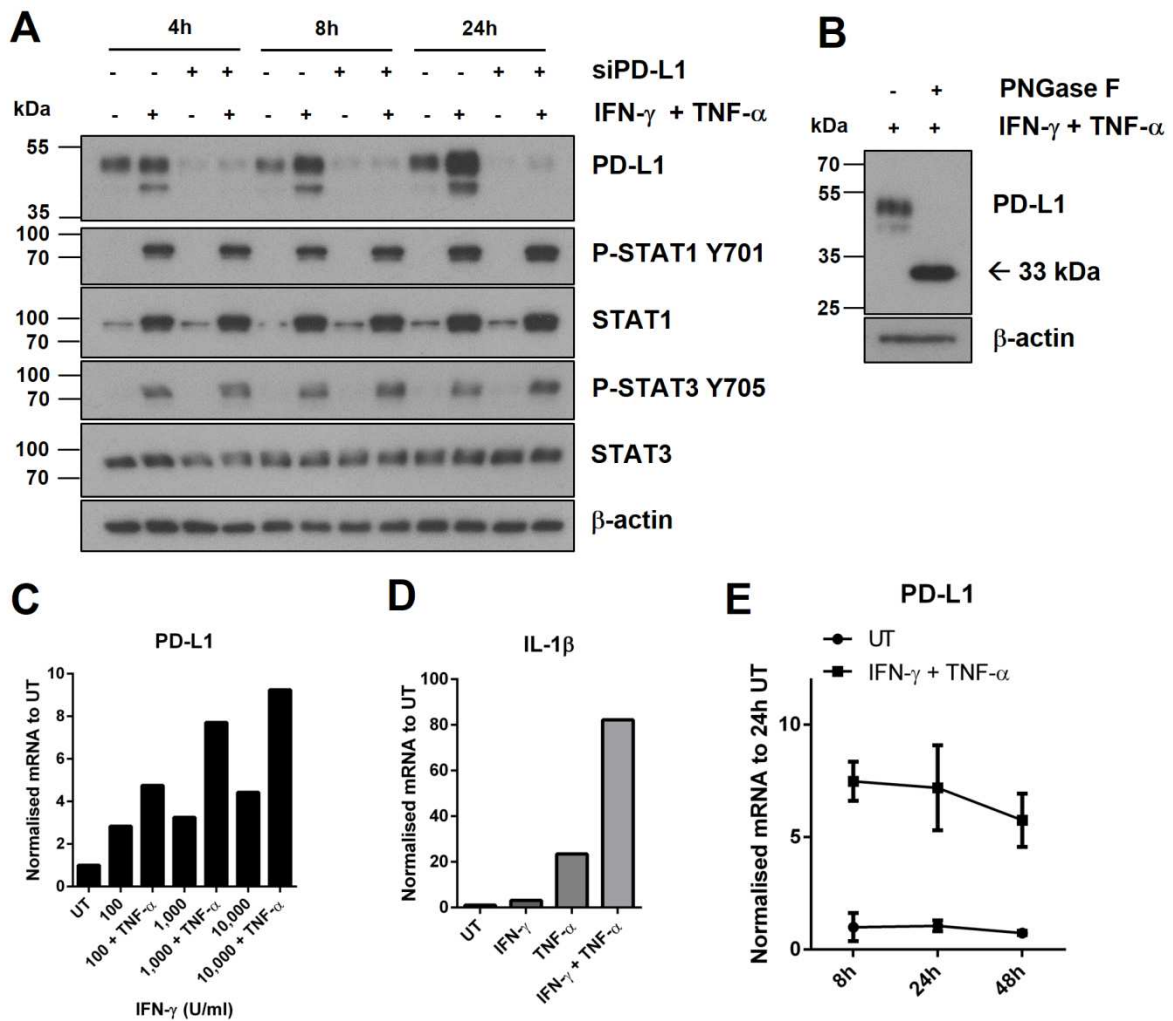 A
4h 8h 24h
- - + + - - + + - - + + siPD-L1
kDa - + - + - + - + - + - + IFN-γ + TNF-α
55
PD-L1
35
100
70
P-STAT1 Y701
100
70
STAT1
100
70
P-STAT3 Y705
100
70
STAT3
β-actin
B
- + PNGase F
kDa + + IFN-γ + TNF-α
70
55
PD-L1
35
← 33 kDa
25
β-actin
C
PD-L1
Normalised mRNA to UT
10
8
6
4
2
0
UT
100
100 + TNF-α
1,000
1,000 + TNF-α
10,000
10,000 + TNF-α
IFN-γ (U/ml)
D
IL-1β
Normalised mRNA to UT
100
80
60
40
20
0
UT
IFN-γ
TNF-α
IFN-γ + TNF-α
E
PD-L1
UT
IFN-γ + TNF-α
Normalised mRNA to 24h UT
10
5
0
8h
24h
48h